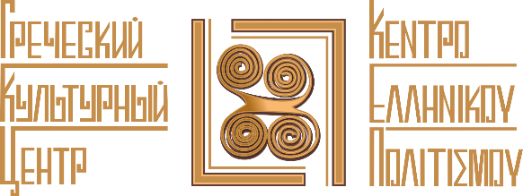 Греческий
Культурный
Центр
Κεντρο
Ελληνικου
Πολιτισμου